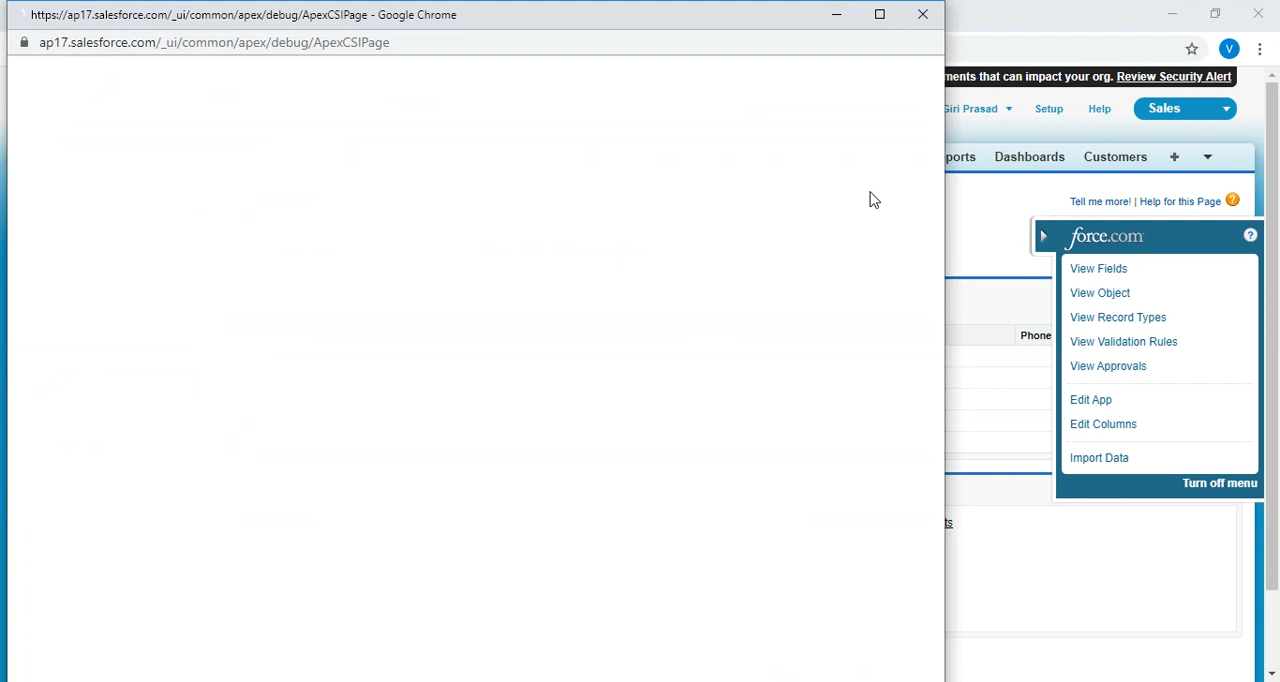 https://ap17.salesforce.com/_ui/common/apex/debug/ApexCSIPage - Google Chrome
ap17.salesforce.com/_ui/common/apex/debug/ApexCSIPage
V
ments that can impact your org. Review Security Alert
Giri Prasad
Setup
Help
Sales
ports
Dashboards
Customers
+
Tell me more! | Help for this Page ?
force.com
?
View Fields
View Object
View Record Types
Phone
View Validation Rules
View Approvals
Edit App
Edit Columns
Import Data
Turn off menu
ts